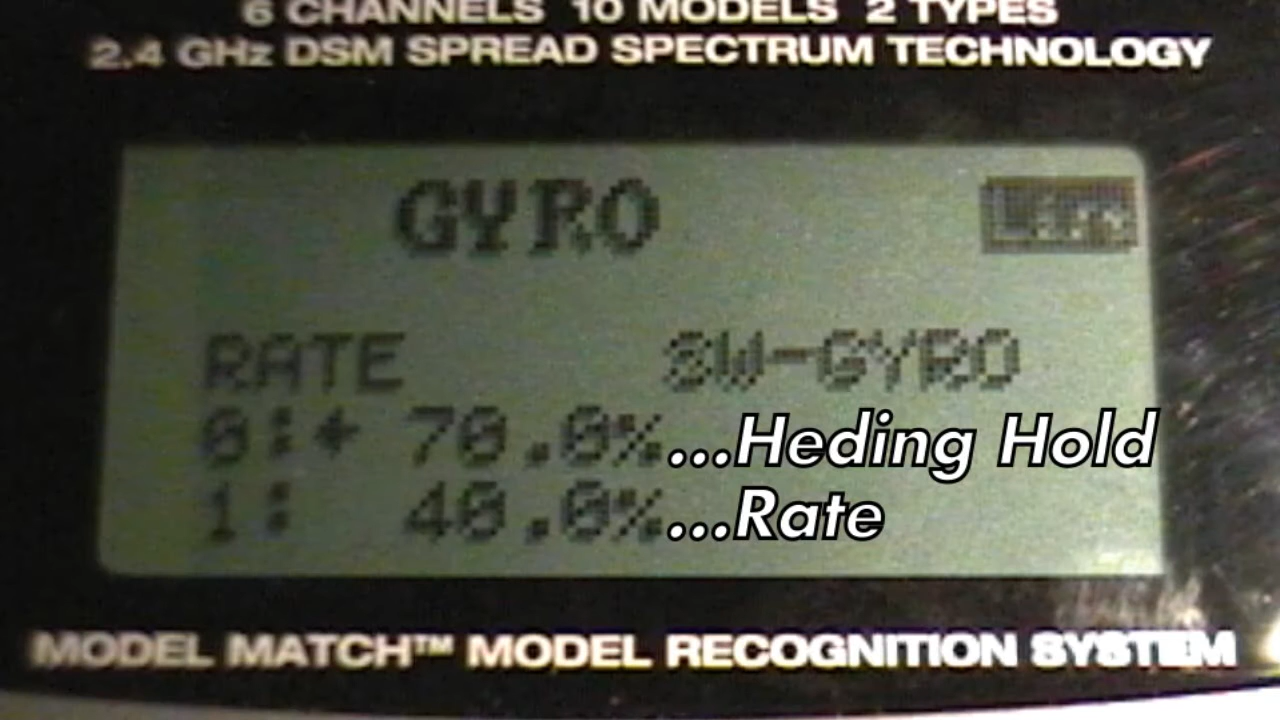 6 CHANNELS 10 MODELS 2 TYPES
2.4 GHz DSM SPREAD SPECTRUM TECHNOLOGY
GYRO
RATE SW-GYRO
0:← 70.0% ...Heding Hold
1: 40.0% ...Rate
MODEL MATCH™ MODEL RECOGNITION SYSTEM